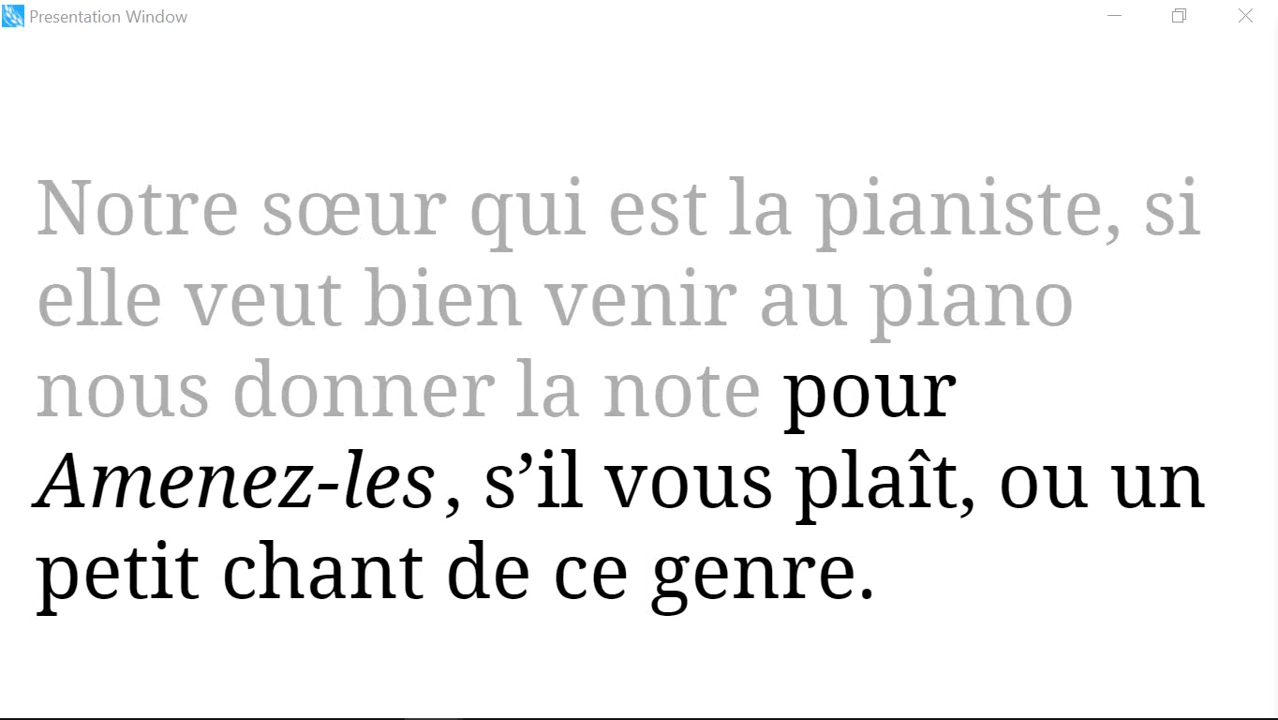 Presentation Window
Notre sœur qui est la pianiste, si
elle veut bien venir au piano
nous donner la note pour
Amenez-les, s’il vous plaît, ou un
petit chant de ce genre.